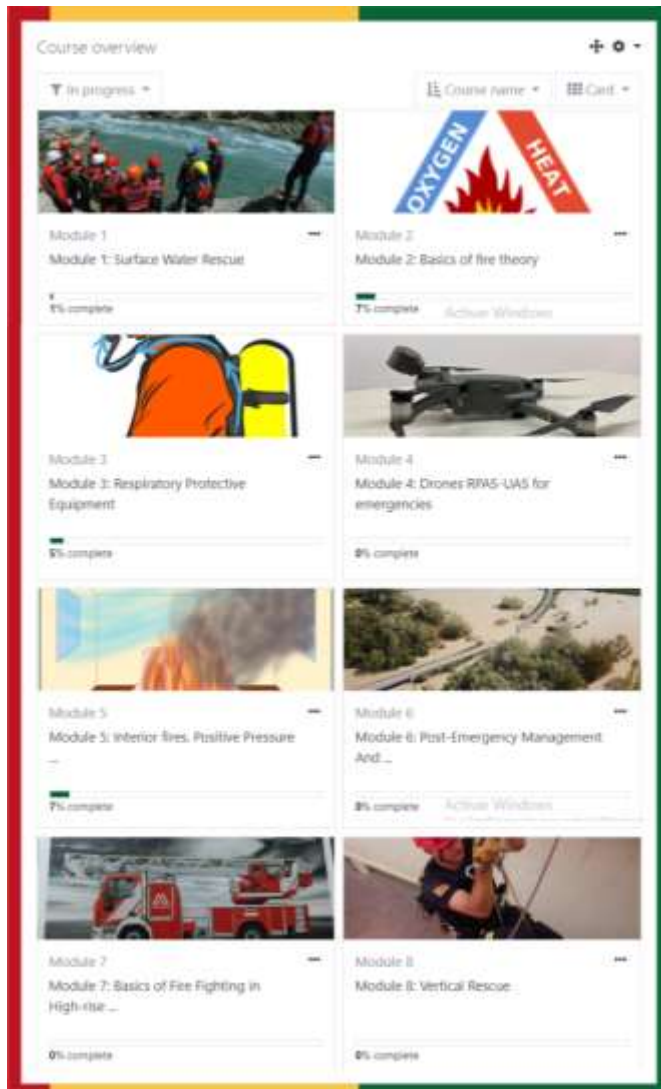 Course overview
In progress
Course name
Card
OXYGEN
HEAT
Module 1
Module 1: Surface Water Rescue
1% complete
Module 2
Module 2: Basics of fire theory
7% complete
Activar Windows
Module 3
Module 3: Respiratory Protective
Equipment
5% complete
Module 4
Module 4: Drones RPAS-UAS for
emergencies
0% complete
Module 5
Module 5: Interior fires. Positive Pressure
...
7% complete
Module 6
Module 6: Post-Emergency Management
And ...
0% complete
Activar Windows
Module 7
Module 7: Basics of Fire Fighting in
High-rise ...
0% complete
Module 8
Module 8: Vertical Rescue
0% complete